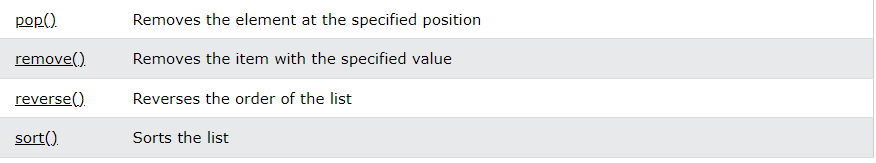 pop() Removes the element at the specified position
remove() Removes the item with the specified value
reverse() Reverses the order of the list
sort() Sorts the list